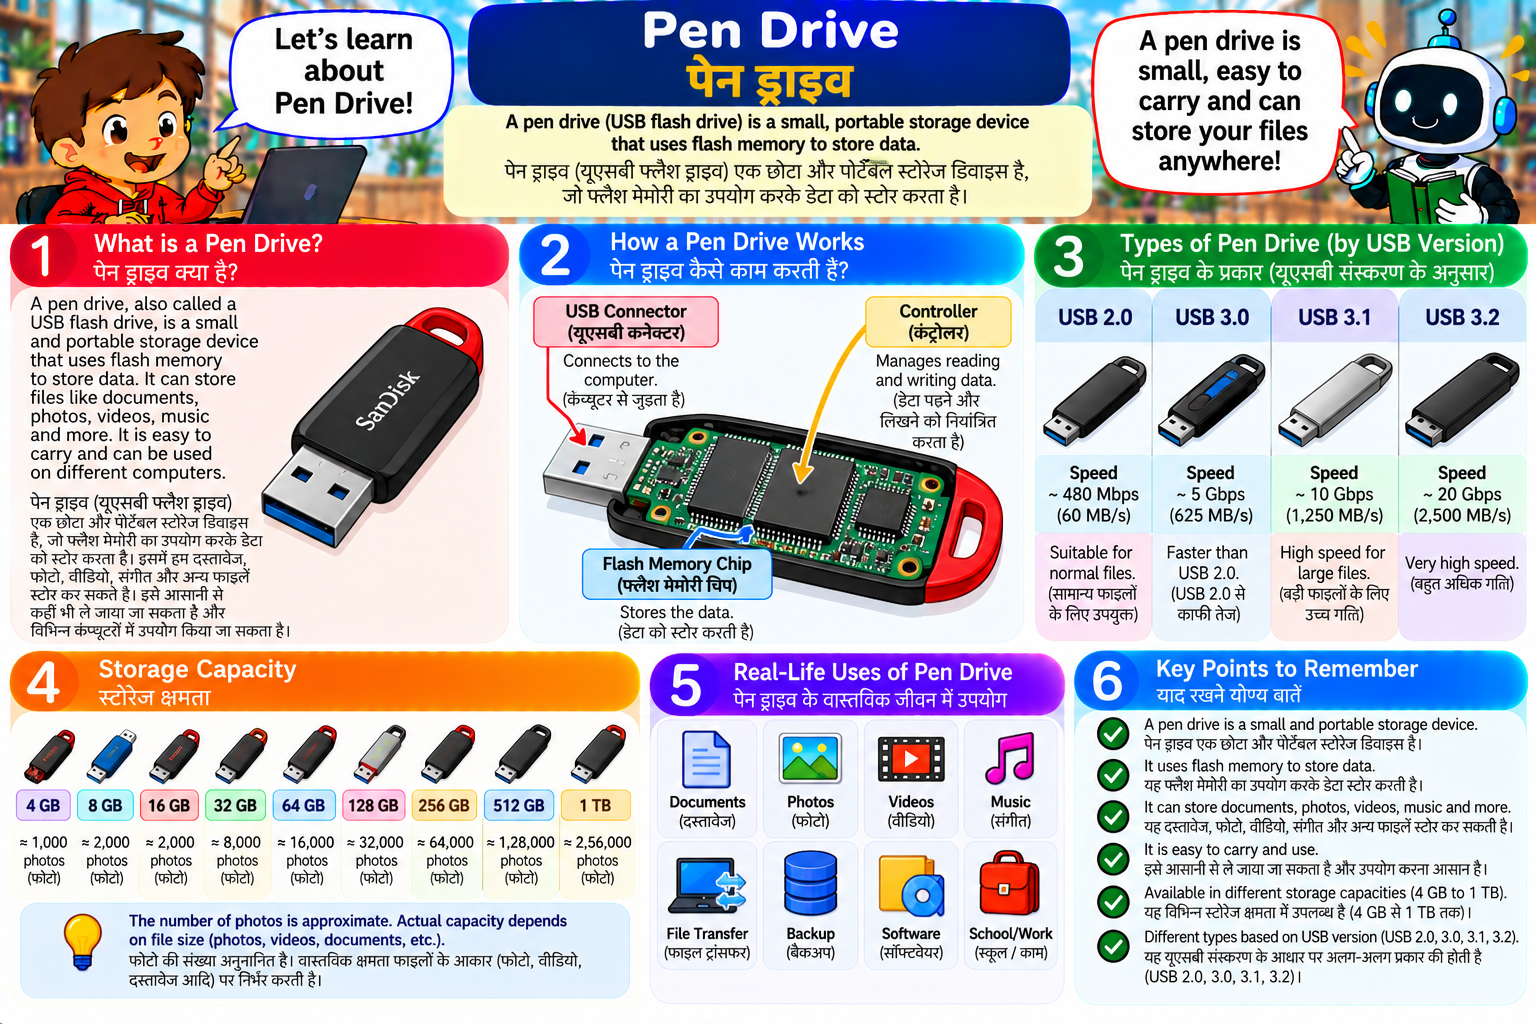 Let's learn
about
Pen Drive!
Pen Drive
पेन ड्राइव
A pen drive (USB flash drive) is a small, portable storage device
that uses flash memory to store data.
पेन ड्राइव (यूएसबी फ्लैश ड्राइव) एक छोटा और पोर्टेबल स्टोरेज डिवाइस है,
जो फ्लैश मेमोरी का उपयोग करके डेटा को स्टोर करता है।
A pen drive is
small, easy to
carry and can
store your files
anywhere!
1
What is a Pen Drive?
पेन ड्राइव क्या है?
A pen drive, also called a
USB flash drive, is a small
and portable storage device
that uses flash memory
to store data. It can store
files like documents,
photos, videos, music
and more. It is easy to
carry and can be used
on different computers.
पेन ड्राइव (यूएसबी फ्लैश ड्राइव)
एक छोटा और पोर्टेबल स्टोरेज डिवाइस
है, जो फ्लैश मेमोरी का उपयोग करके डेटा
को स्टोर करता है। इसमें हम दस्तावेज,
फोटो, वीडियो, संगीत और अन्य फाइलें
स्टोर कर सकते है। इसे आसानी से
कहीं भी ले जाया जा सकता है और
विभिन्न कंप्यूटरों में उपयोग किया जा सकता है।
SanDisk
2
How a Pen Drive Works
पेन ड्राइव कैसे काम करती हैं?
USB Connector
(यूएसबी कनेक्टर)
Connects to the
computer.
(कंप्यूटर से जुड़ता है)
Controller
(कंट्रोलर)
Manages reading
and writing data.
(डेटा पढ़ने और
लिखने को नियंत्रित
करता है)
Flash Memory Chip
(फ्लैश मेमोरी चिप)
Stores the data.
(डेटा को स्टोर करती है)
3
Types of Pen Drive (by USB Version)
पेन ड्राइव के प्रकार (यूएसबी संस्करण के अनुसार)
USB 2.0
USB 3.0
USB 3.1
USB 3.2
Speed
~ 480 Mbps
(60 MB/s)
Speed
~ 5 Gbps
(625 MB/s)
Speed
~ 10 Gbps
(1,250 MB/s)
Speed
~ 20 Gbps
(2,500 MB/s)
Suitable for
normal files.
(सामान्य फाइलों
के लिए उपयुक्त)
Faster than
USB 2.0.
(USB 2.0 से
काफी तेज)
High speed for
large files.
(बड़ी फाइलों के लिए
उच्च गति)
Very high speed.
(बहुत अधिक गति)
4
Storage Capacity
स्टोरेज क्षमता
4 GB
8 GB
16 GB
32 GB
64 GB
128 GB
256 GB
512 GB
1 TB
≈ 1,000
photos
(फोटो)
≈ 2,000
photos
(फोटो)
≈ 2,000
photos
(फोटो)
≈ 8,000
photos
(फोटो)
≈ 16,000
photos
(फोटो)
≈ 32,000
photos
(फोटो)
≈ 64,000
photos
(फोटो)
≈ 1,28,000
photos
(फोटो)
≈ 2,56,000
photos
(फोटो)
The number of photos is approximate. Actual capacity depends
on file size (photos, videos, documents, etc.).
फोटो की संख्या अनुनानित है। वास्तविक क्षमता फाइलों के आकार (फोटो, वीडियो,
दस्तावेज आदि) पर निर्भर करती है।
5
Real-Life Uses of Pen Drive
पेन ड्राइव के वास्तविक जीवन में उपयोग
Documents
(दस्तावेज)
Photos
(फोटो)
Videos
(वीडियो)
Music
(संगीत)
File Transfer
(फाइल ट्रांसफर)
Backup
(बैकअप)
Software
(सॉफ्टवेयर)
School/Work
(स्कूल / काम)
6
Key Points to Remember
याद रखने योग्य बातें
A pen drive is a small and portable storage device.
पेन ड्राइव एक छोटा और पोर्टेबल स्टोरेज डिवाइस है।
It uses flash memory to store data.
यह फ्लैश मेमोरी का उपयोग करके डेटा स्टोर करती है।
It can store documents, photos, videos, music and more.
यह दस्तावेज, फोटो, वीडियो, संगीत और अन्य फाइलें स्टोर कर सकती है।
It is easy to carry and use.
इसे आसानी से ले जाया जा सकता है और उपयोग करना आसान है।
Available in different storage capacities (4 GB to 1 TB).
यह विभिन्न स्टोरेज क्षमता में उपलब्ध है (4 GB से 1 TB तक)।
Different types based on USB version (USB 2.0, 3.0, 3.1, 3.2).
यह यूएसबी संस्करण के आधार पर अलग-अलग प्रकार की होती है
(USB 2.0, 3.0, 3.1, 3.2)।